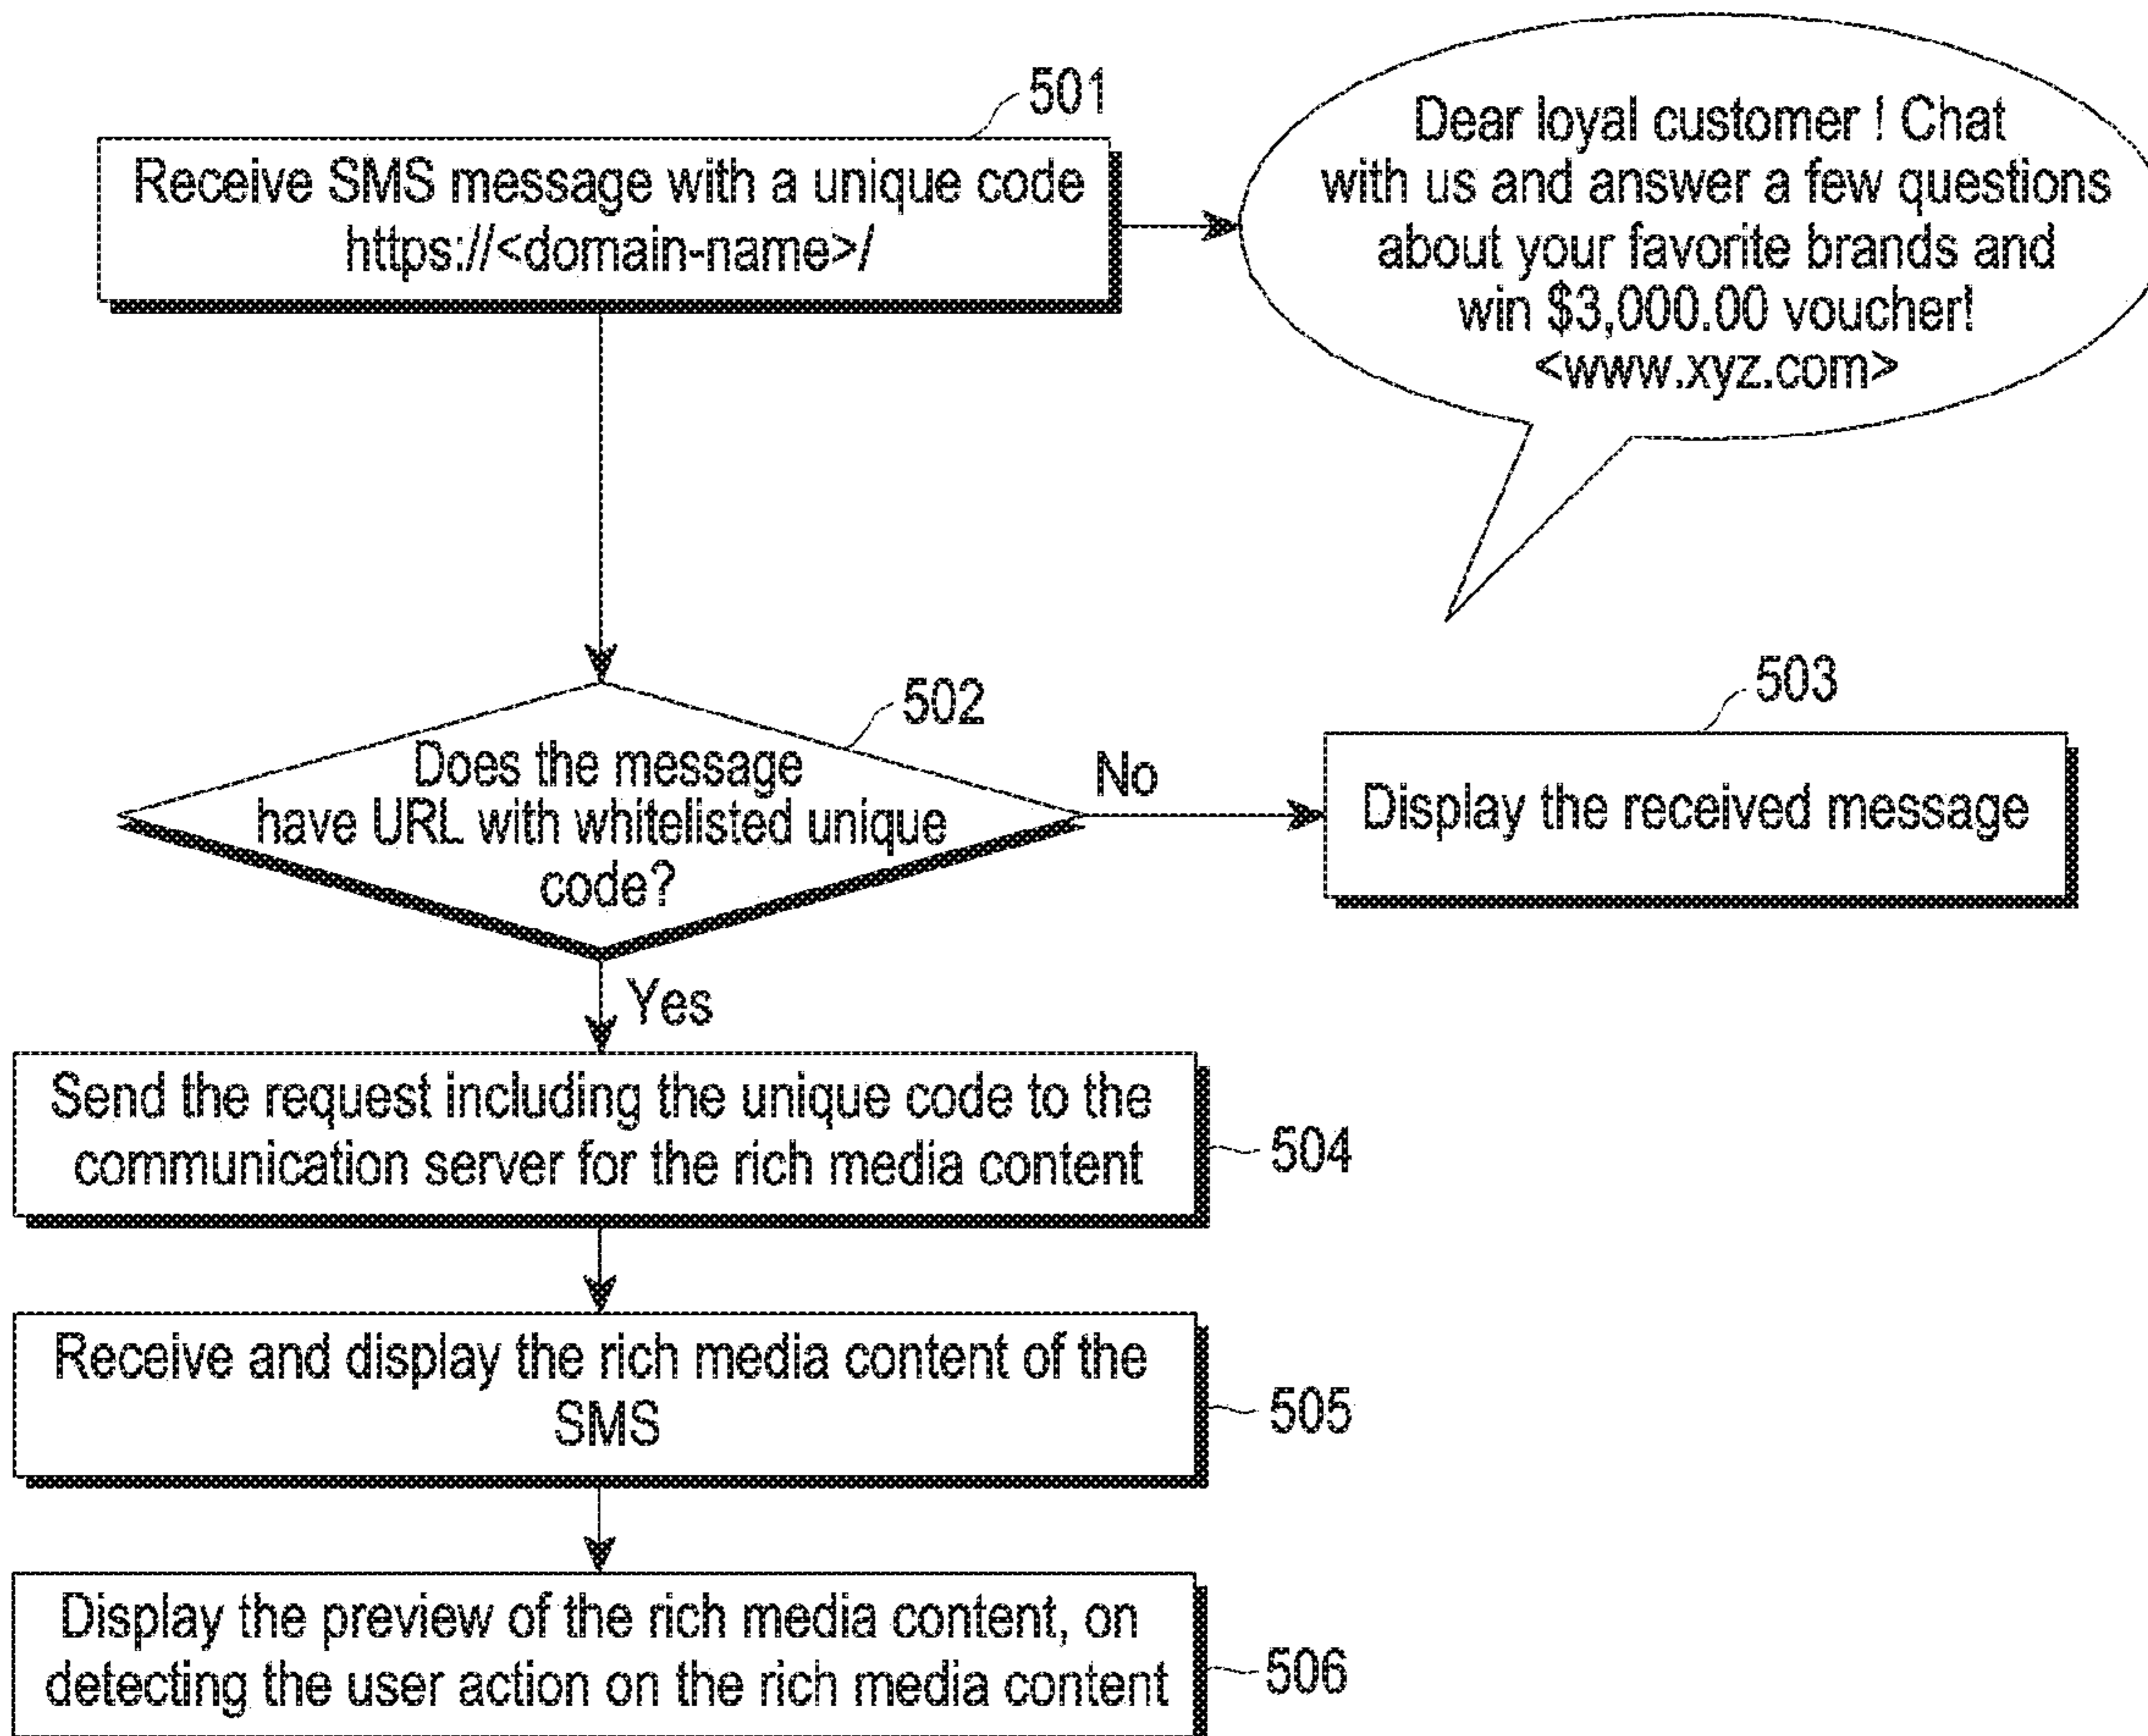 501
Receive SMS message with a unique code
https://<domain-name>/
Dear loyal customer ! Chat
with us and answer a few questions
about your favorite brands and
win $3,000.00 voucher!
<www.xyz.com>
502
Does the message
have URL with whitelisted unique
code?
No
503
Display the received message
Yes
Send the request including the unique code to the
communication server for the rich media content
504
Receive and display the rich media content of the
SMS
505
Display the preview of the rich media content, on
detecting the user action on the rich media content
506